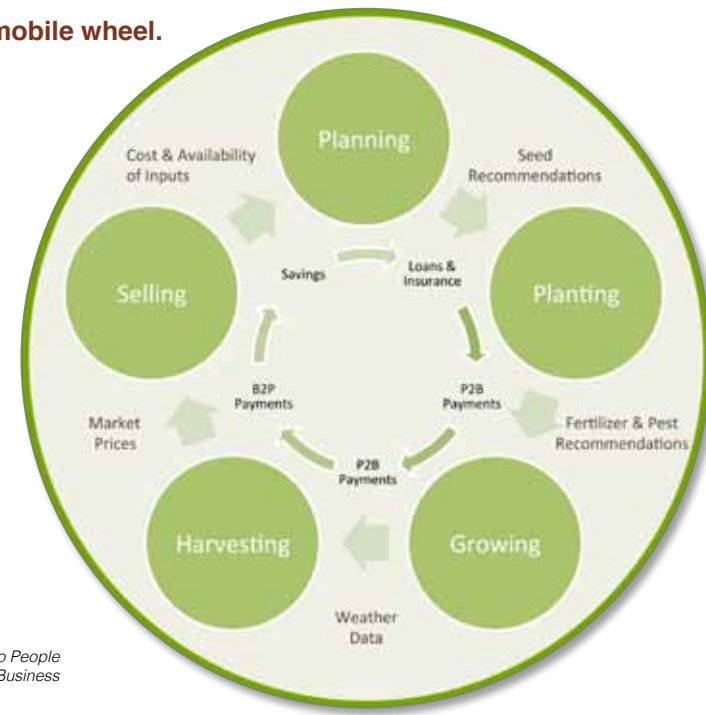 mobile wheel.
Planning
Cost & Availability
of Inputs
Seed
Recommendations
Selling
Savings
Loans &
Insurance
Planting
B2P
Payments
P2B
Payments
Market
Prices
Fertilizer & Pest
Recommendations
P2B
Payments
Harvesting
Growing
Weather
Data
o People
Business